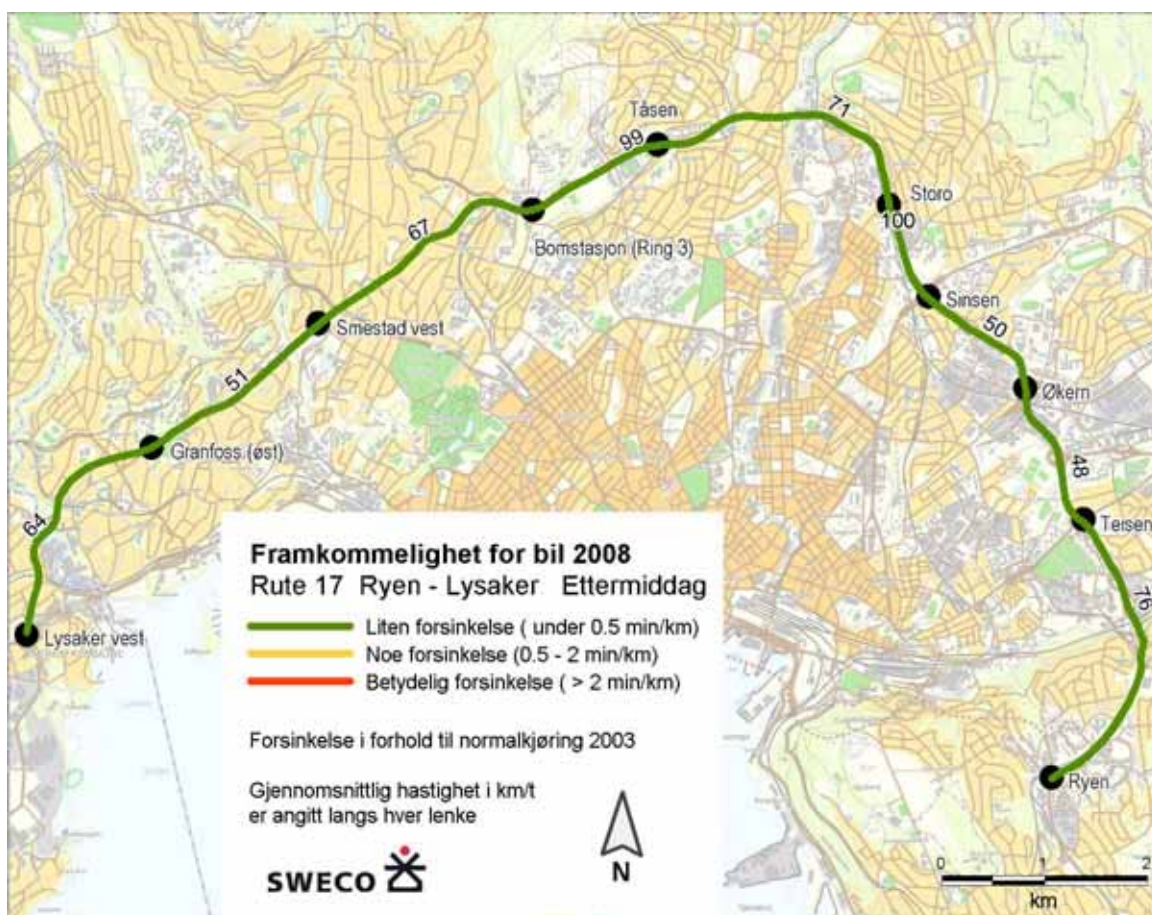 Tåsen
71
99
Storo
100
67
Bomstasjon (Ring 3)
Sinsen
50
Smestad vest
51
Økern
Granfoss (øst)
48
64
Teisen
Framkommelighet for bil 2008
Rute 17 Ryen - Lysaker Ettermiddag
76
Lysaker vest
Liten forsinkelse ( under 0.5 min/km)
Noe forsinkelse (0.5 - 2 min/km)
Betydelig forsinkelse ( > 2 min/km)
Forsinkelse i forhold til normalkjøring 2003
Ryen
Gjennomsnittlig hastighet i km/t
er angitt langs hver lenke
N
SWECO
0 1 2
km